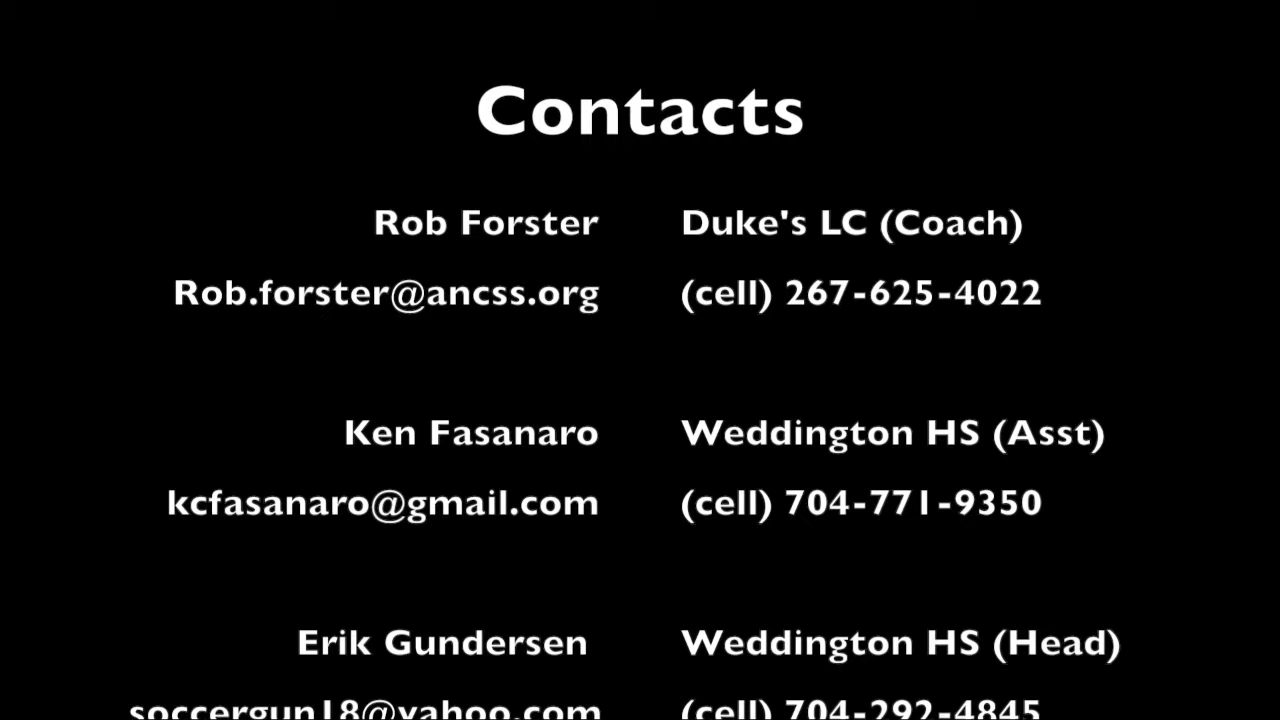 Contacts
Rob Forster Duke's LC (Coach)
Rob.forster@ancss.org (cell) 267-625-4022
Ken Fasanaro Weddington HS (Asst)
kcfasanaro@gmail.com (cell) 704-771-9350
Erik Gundersen Weddington HS (Head)
soccergun18@yahoo.com (cell) 704-292-4845